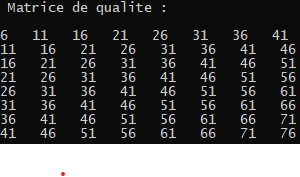 Matrice de qualite :
6 11 16 21 26 31 36 41
11 16 21 26 31 36 41 46
16 21 26 31 36 41 46 51
21 26 31 36 41 46 51 56
26 31 36 41 46 51 56 61
31 36 41 46 51 56 61 66
36 41 46 51 56 61 66 71
41 46 51 56 61 66 71 76